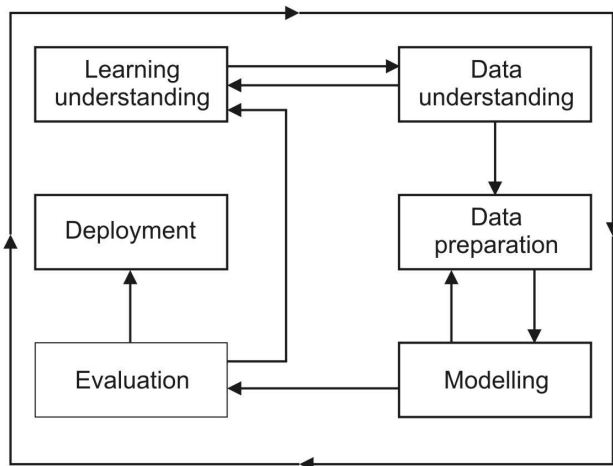 Learning
understanding
Data
understanding
Deployment
Data
preparation
Evaluation
Modelling